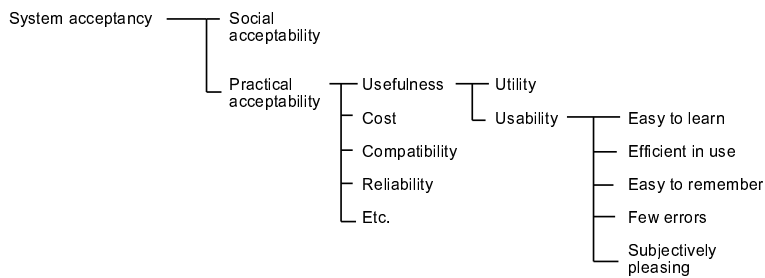 System acceptancy
Social
acceptability
Practical
acceptability
Usefulness
Utility
Cost
Usability
Easy to learn
Compatibility
Efficient in use
Reliability
Easy to remember
Etc.
Few errors
Subjectively
pleasing